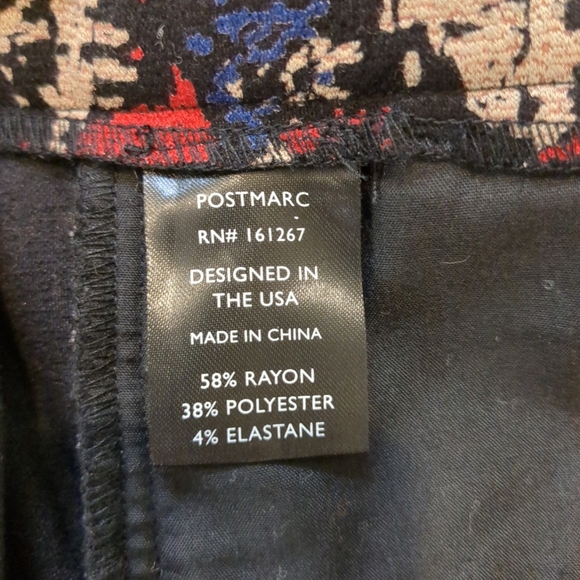 POSTMARC
RN# 161267
DESIGNED IN
THE USA
MADE IN CHINA
58% RAYON
38% POLYESTER
4% ELASTANE